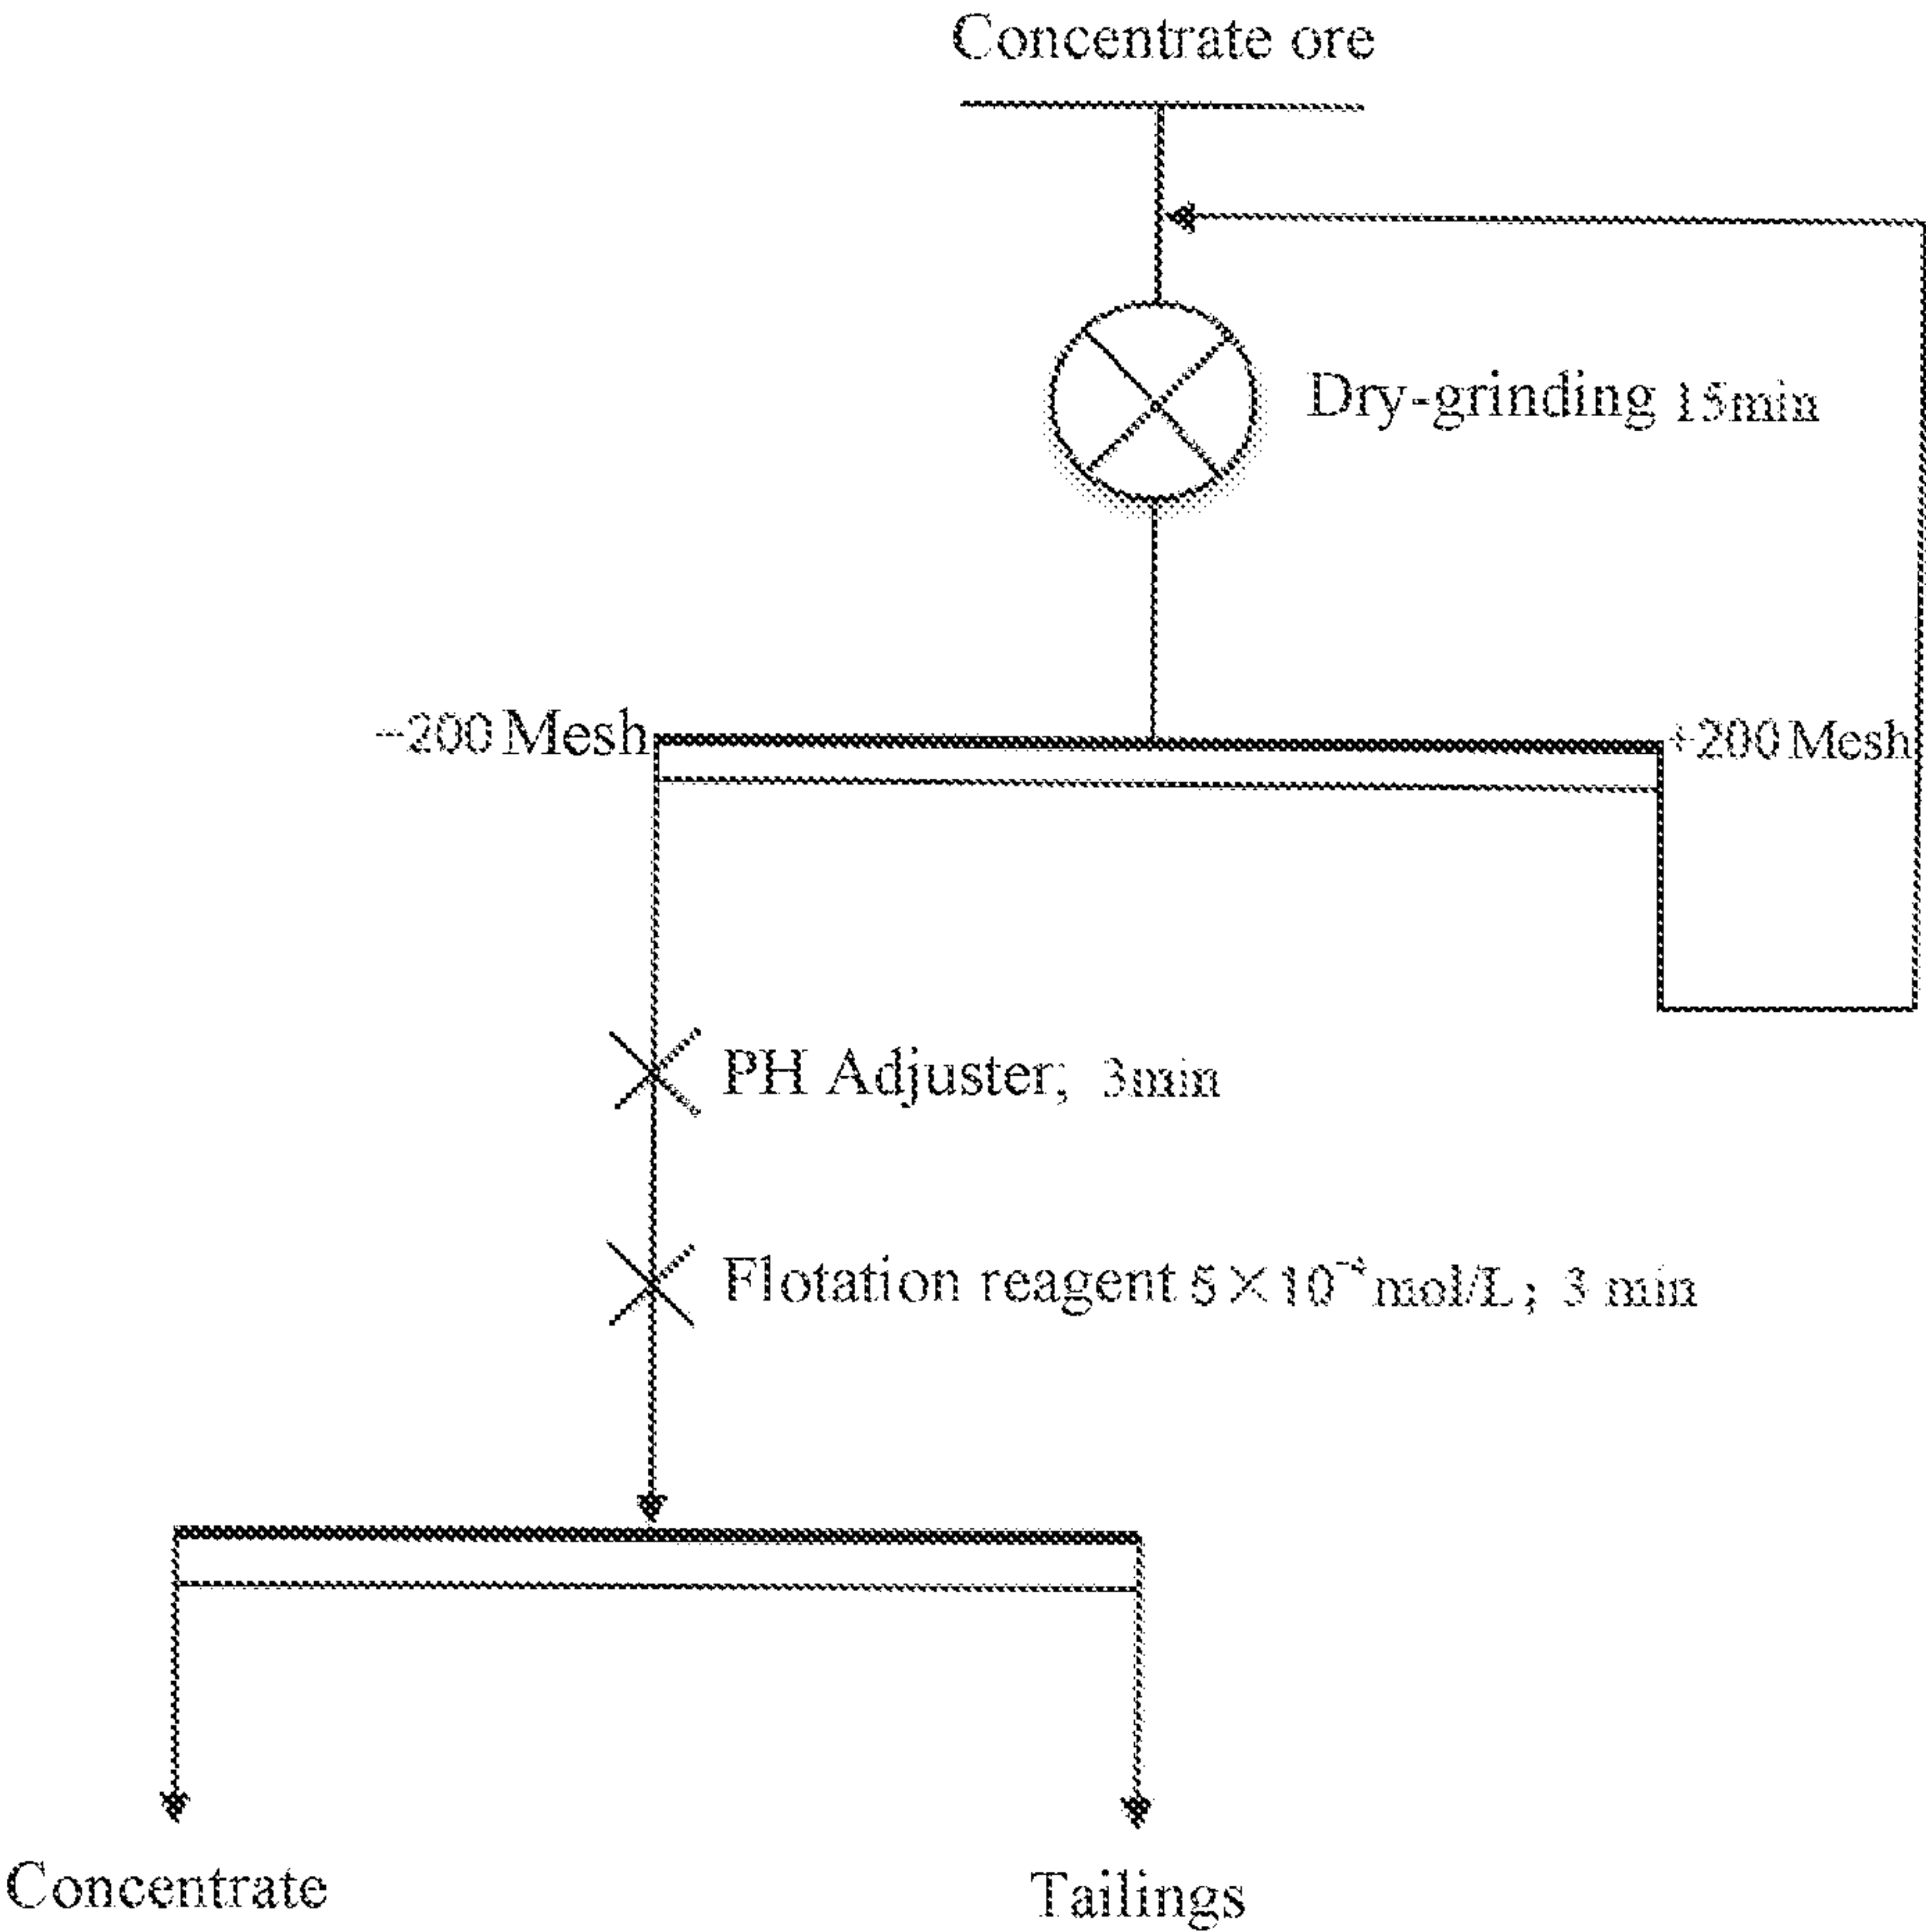 Concentrate ore
Dry-grinding 15min
-200 Mesh
+200 Mesh
PH Adjuster; 3min
Flotation reagent 5×10⁻⁴mol/L; 3 min
Concentrate
Tailings